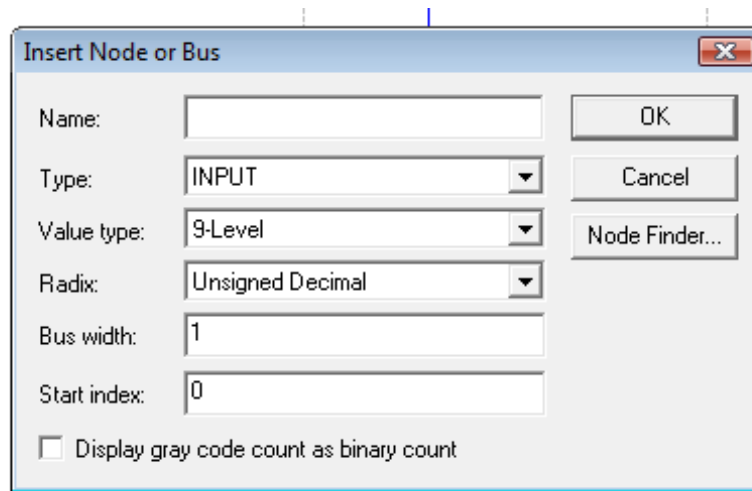 Insert Node or Bus
Name:
OK
Type: INPUT
Cancel
Value type: 9-Level
Node Finder...
Radix: Unsigned Decimal
Bus width: 1
Start index: 0
Display gray code count as binary count